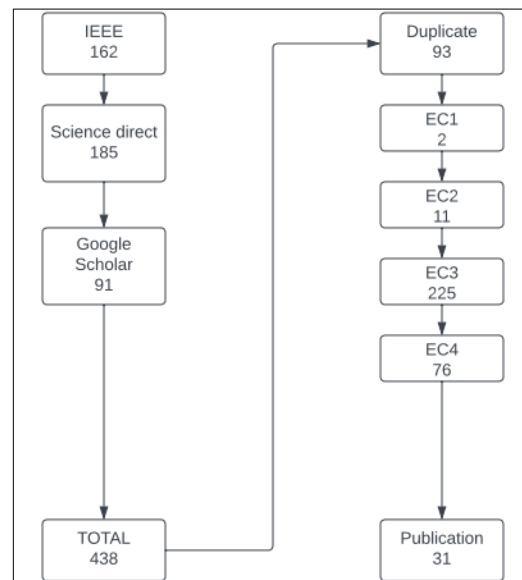 IEEE
162
Science direct
185
Google
Scholar
91
TOTAL
438
Duplicate
93
EC1
2
EC2
11
EC3
225
EC4
76
Publication
31